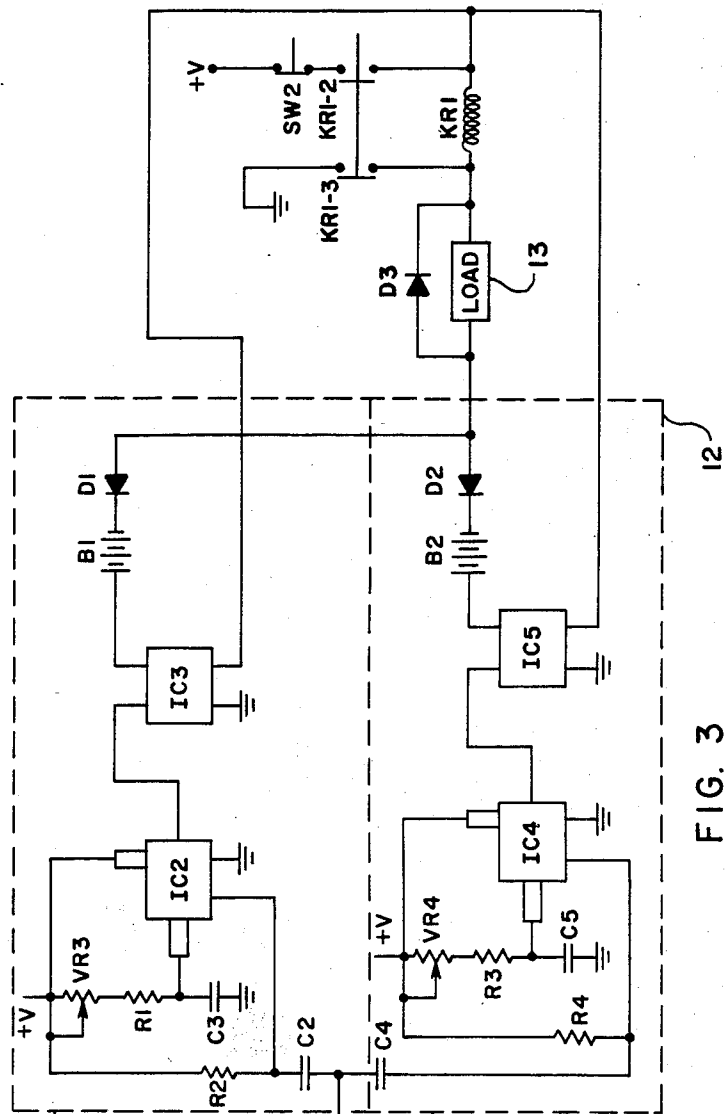 +V
VR3
R1
R2
C3
C2
IC2
IC3
B1
D1
+V
SW2
KR1-2
KR1-3
KR1
D3
LOAD
13
+V
VR4
R3
R4
C5
C4
IC4
IC5
B2
D2
12
FIG. 3